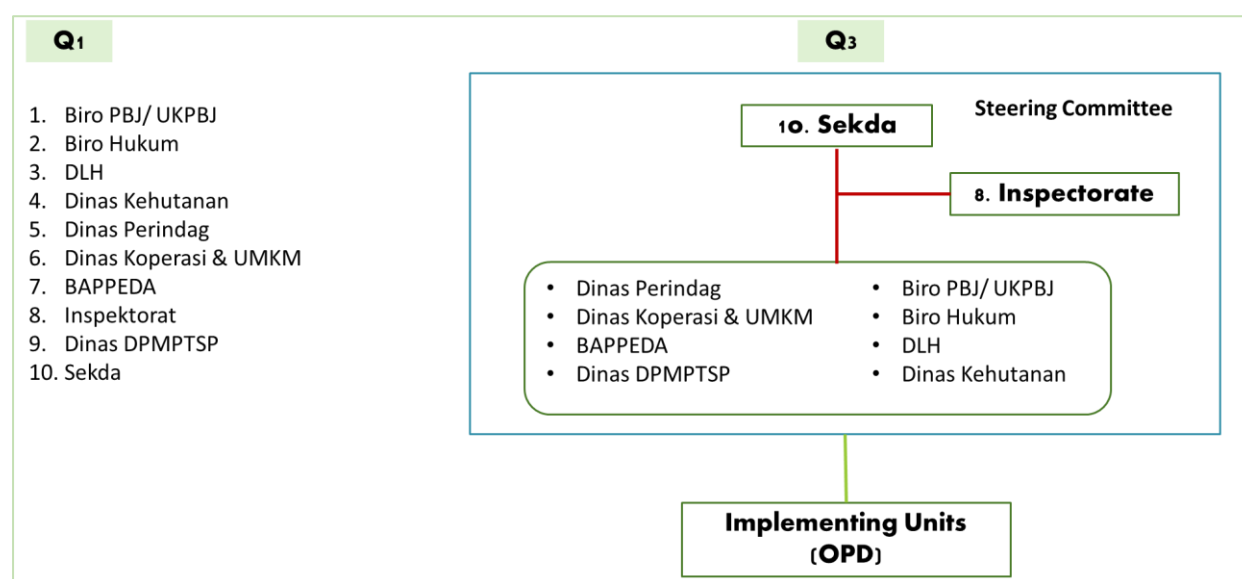 Q1
1. Biro PBJ/ UKPBJ
2. Biro Hukum
3. DLH
4. Dinas Kehutanan
5. Dinas Perindag
6. Dinas Koperasi & UMKM
7. BAPPEDA
8. Inspektorat
9. Dinas DPMPTSP
10. Sekda
Q3
Steering Committee
10. Sekda
8. Inspectorate
• Dinas Perindag
• Dinas Koperasi & UMKM
• BAPPEDA
• Dinas DPMPTSP
• Biro PBJ/ UKPBJ
• Biro Hukum
• DLH
• Dinas Kehutanan
Implementing Units
(OPD)